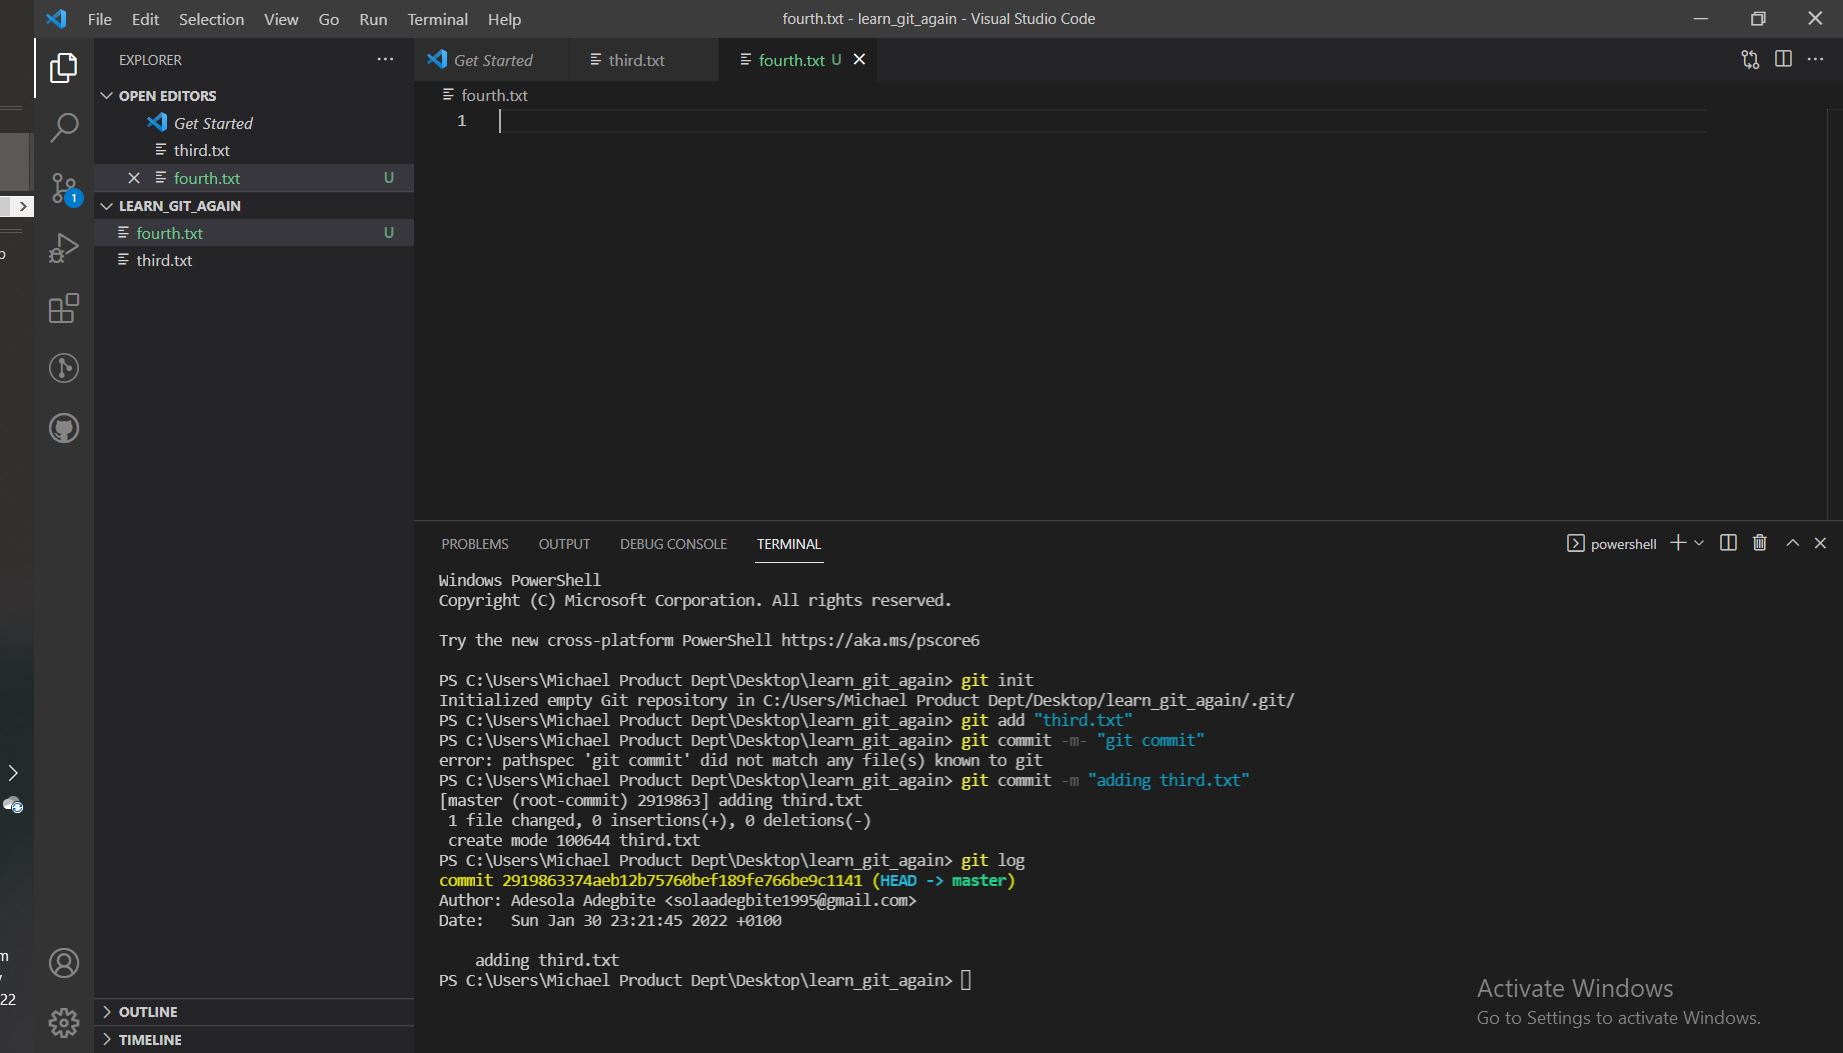 File Edit Selection View Go Run Terminal Help
fourth.txt - learn_git_again - Visual Studio Code
EXPLORER
OPEN EDITORS
Get Started
third.txt
fourth.txt U
LEARN_GIT_AGAIN
fourth.txt U
third.txt
OUTLINE
TIMELINE
1
22
Get Started third.txt fourth.txt U
fourth.txt
1
PROBLEMS OUTPUT DEBUG CONSOLE TERMINAL
powershell
Windows PowerShell
Copyright (C) Microsoft Corporation. All rights reserved.
Try the new cross-platform PowerShell https://aka.ms/pscore6
PS C:\Users\Michael Product Dept\Desktop\learn_git_again> git init
Initialized empty Git repository in C:/Users/Michael Product Dept/Desktop/learn_git_again/.git/
PS C:\Users\Michael Product Dept\Desktop\learn_git_again> git add "third.txt"
PS C:\Users\Michael Product Dept\Desktop\learn_git_again> git commit -m- "git commit"
error: pathspec 'git commit' did not match any file(s) known to git
PS C:\Users\Michael Product Dept\Desktop\learn_git_again> git commit -m "adding third.txt"
[master (root-commit) 2919863] adding third.txt
1 file changed, 0 insertions(+), 0 deletions(-)
create mode 100644 third.txt
PS C:\Users\Michael Product Dept\Desktop\learn_git_again> git log
commit 2919863374aeb12b75760bef189fe766be9c1141 (HEAD -> master)
Author: Adesola Adegbite <solaadegbite1995@gmail.com>
Date: Sun Jan 30 23:21:45 2022 +0100
adding third.txt
PS C:\Users\Michael Product Dept\Desktop\learn_git_again>
Activate Windows
Go to Settings to activate Windows.